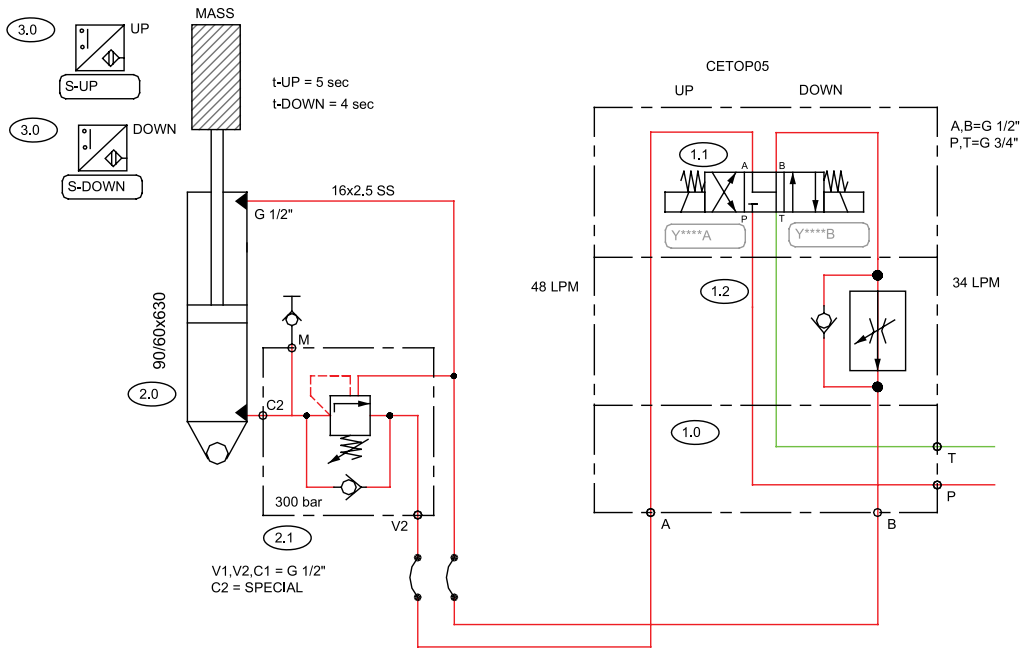 MASS
3.0
UP
S-UP
t-UP = 5 sec
t-DOWN = 4 sec
3.0
DOWN
S-DOWN
16x2.5 SS
G 1/2"
90/60x630
2.0
M
C2
300 bar
V2
2.1
V1,V2,C1 = G 1/2"
C2 = SPECIAL
CETOP05
UP
DOWN
A,B=G 1/2"
P,T=G 3/4"
1.1
A
B
P
T
Y****A
Y****B
48 LPM
1.2
34 LPM
1.0
T
P
A
B